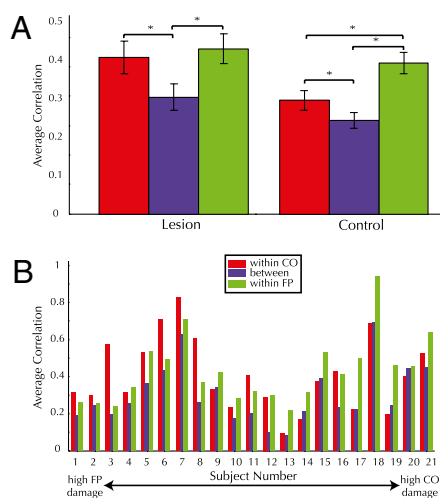 A
0.5
0.4
0.3
0.2
0.1
0
Average Correlation
*
*
*
*
*
Lesion
Control
B
within CO
between
within FP
1
0.8
0.6
0.4
0.2
0
Average Correlation
1 2 3 4 5 6 7 8 9 10 11 12 13 14 15 16 17 18 19 20 21
high FP
damage
Subject Number
high CO
damage